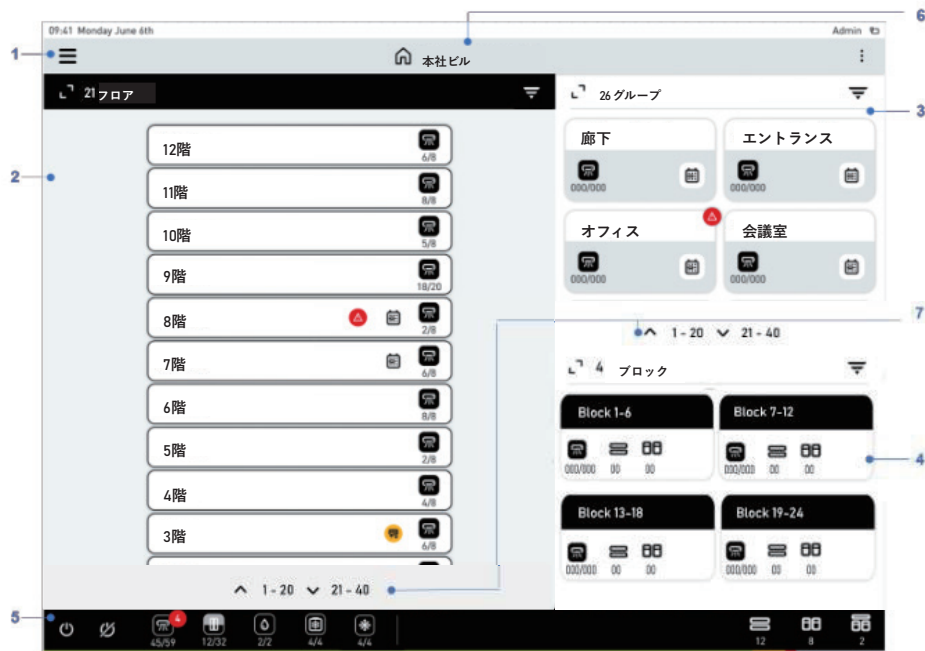 6
09:41 Monday June 6th
Admin
1
本社ビル
21フロア
26グループ
3
12階
6/8
廊下
エントランス
11階
8/8
000/000
000/000
2
10階
5/8
オフィス
会議室
9階
18/20
000/000
000/000
8階
2/8
7
1 - 20
21 - 40
7階
6/8
4 ブロック
6階
8/8
Block 1-6
Block 7-12
5階
2/8
000/000 00 00
000/000 00 00
4
4階
4/8
Block 13-18
Block 19-24
3階
6/8
000/000 00 00
000/000 00 00
1 - 20
21 - 40
5
4
45/59
12/32
2/2
4/4
4/4
12
8
2